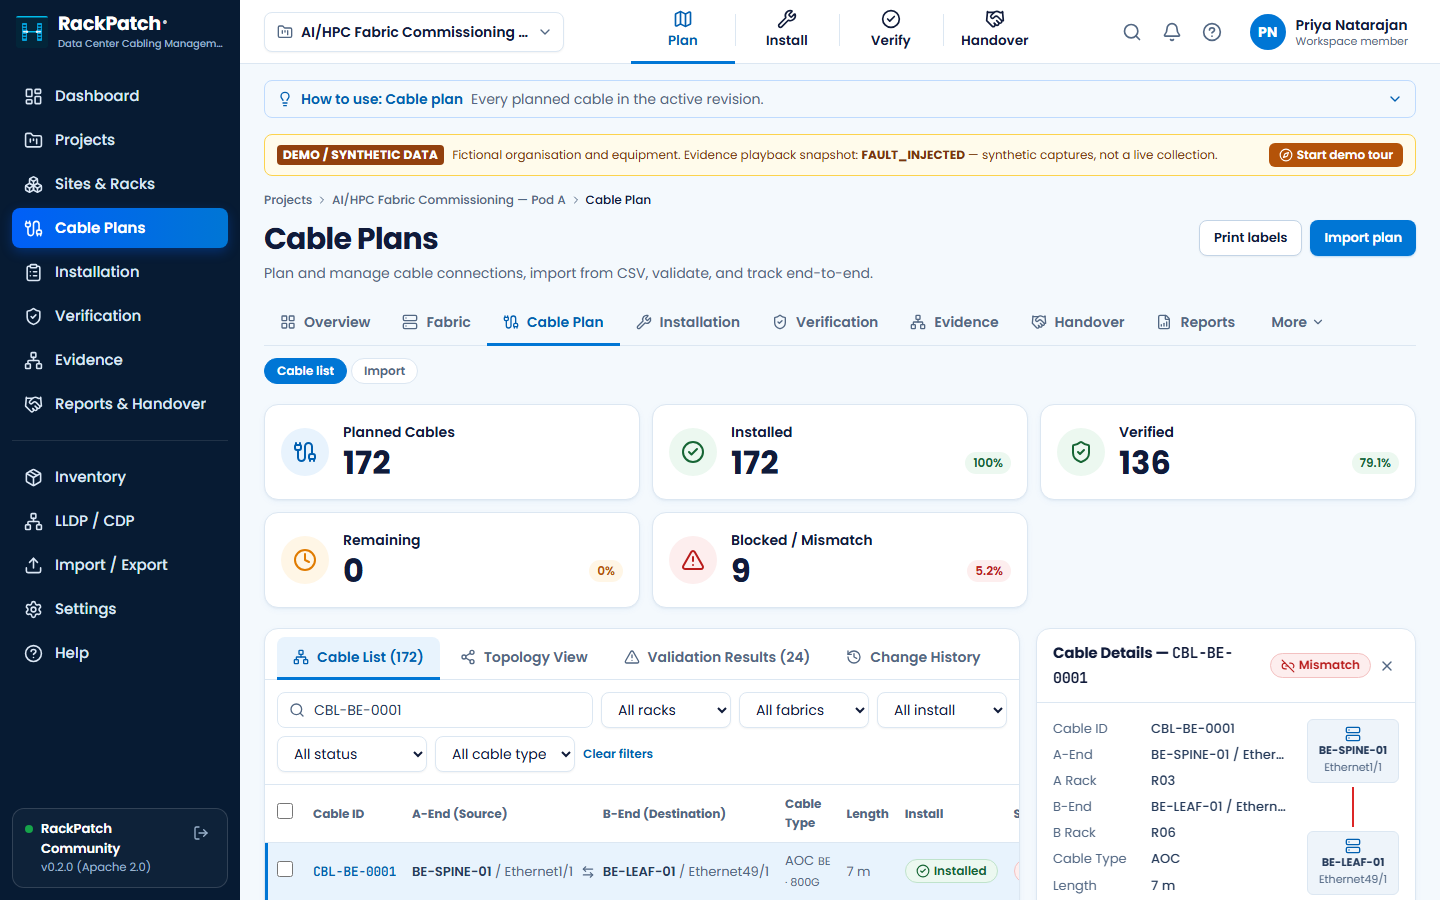 RackPatch
Data Center Cabling Managem...
AI/HPC Fabric Commissioning ...
Plan
Install
Verify
Handover
PN
Priya Natarajan
Workspace member
Dashboard
Projects
Sites & Racks
Cable Plans
Installation
Verification
Evidence
Reports & Handover
Inventory
LLDP / CDP
Import / Export
Settings
Help
RackPatch Community
v0.2.0 (Apache 2.0)
How to use: Cable plan Every planned cable in the active revision.
DEMO / SYNTHETIC DATA Fictional organisation and equipment. Evidence playback snapshot: FAULT_INJECTED — synthetic captures, not a live collection. Start demo tour
Projects > AI/HPC Fabric Commissioning — Pod A > Cable Plan
Cable Plans
Print labels Import plan
Plan and manage cable connections, import from CSV, validate, and track end-to-end.
Overview Fabric Cable Plan Installation Verification Evidence Handover Reports More
Cable list Import
Planned Cables
172
Installed
172
100%
Verified
136
79.1%
Remaining
0
0%
Blocked / Mismatch
9
5.2%
Cable List (172) Topology View Validation Results (24) Change History
CBL-BE-0001 All racks All fabrics All install
All status All cable type Clear filters
Cable ID A-End (Source) B-End (Destination) Cable Type Length Install
CBL-BE-0001 BE-SPINE-01 / Ethernet1/1 ⇆ BE-LEAF-01 / Ethernet49/1 AOC BE · 800G 7 m Installed
Cable Details — CBL-BE-0001
Mismatch
Cable ID CBL-BE-0001
A-End BE-SPINE-01 / Ether...
A Rack R03
B-End BE-LEAF-01 / Ethern...
B Rack R06
Cable Type AOC
Length 7 m
BE-SPINE-01
Ethernet1/1
BE-LEAF-01
Ethernet49/1